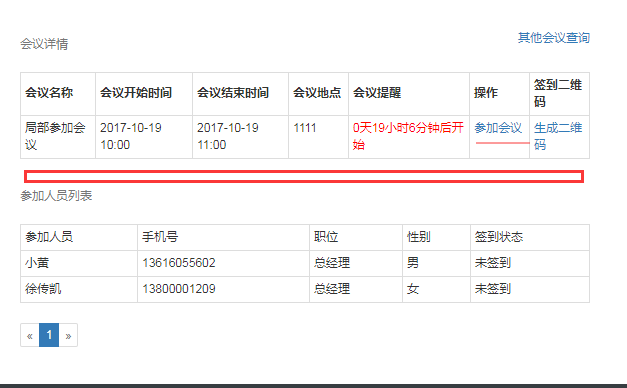 其他会议查询
会议详情
会议名称 会议开始时间 会议结束时间 会议地点 会议提醒 操作 签到二维
码
局部参加会 2017-10-19 2017-10-19 1111 0天19小时6分钟后开 参加会议 生成二维
议 10:00 11:00 始 码
参加人员列表
参加人员 手机号 职位 性别 签到状态
小黄 13616055602 总经理 男 未签到
徐传凯 13800001209 总经理 女 未签到
« 1 »